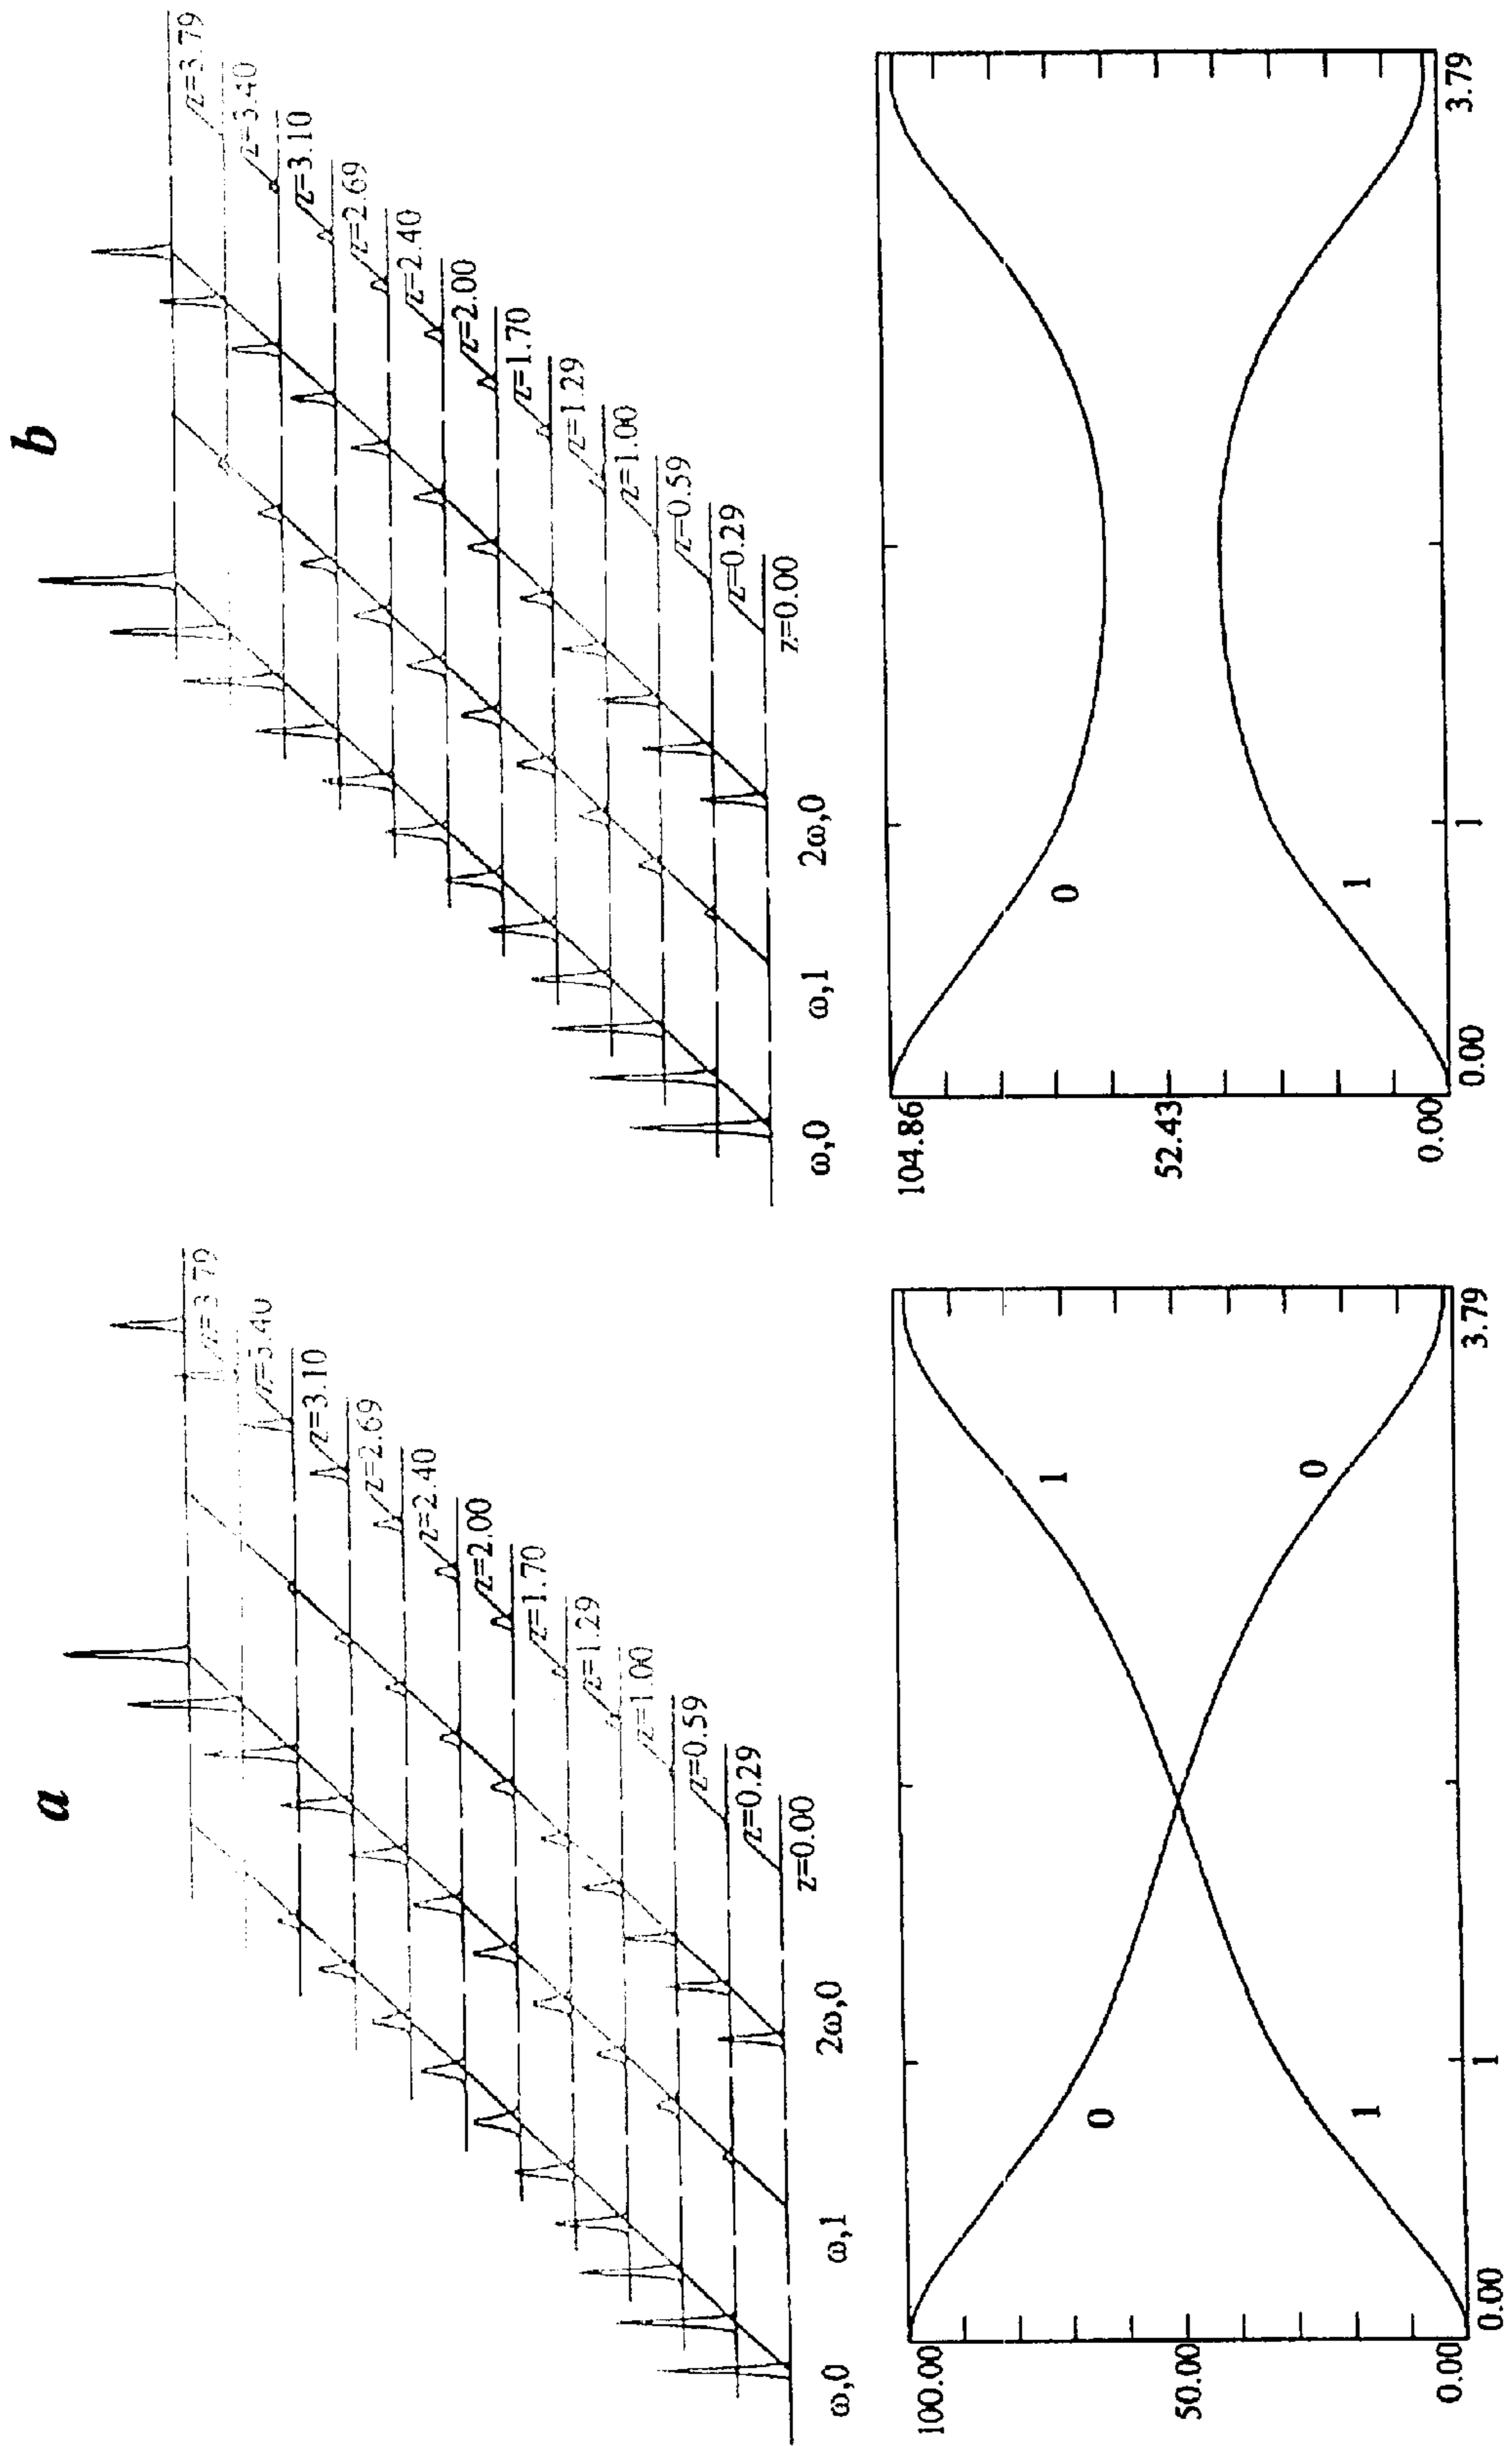 a
z=3.79
z=3.40
z=3.10
z=2.69
z=2.40
z=2.00
z=1.70
z=1.29
z=1.00
z=0.59
z=0.29
z=0.00
ω,0
ω,1
2ω,0
100.00
50.00
0.00
0
1
1
0
0.00
1
3.79
b
z=3.79
z=3.40
z=3.10
z=2.69
z=2.40
z=2.00
z=1.70
z=1.29
z=1.00
z=0.59
z=0.29
z=0.00
ω,0
ω,1
2ω,0
104.86
52.43
0.00
0
1
0.00
1
3.79